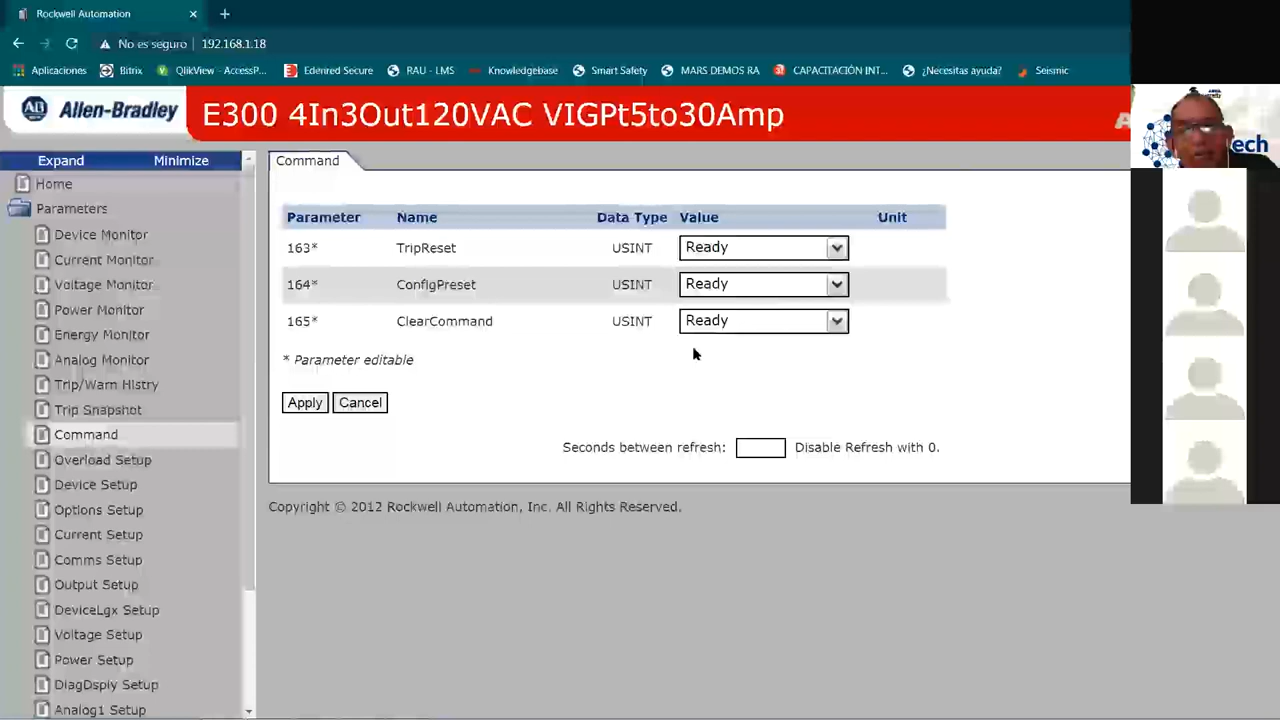 Rockwell Automation
No es seguro 192.168.1.18
Aplicaciones Bitrix QlikView - AccessP... Edenred Secure RAU - LMS Knowledgebase Smart Safety MARS DEMOS RA CAPACITACIÓN INT... ¿Necesitas ayuda? Seismic
AB Allen-Bradley E300 4In3Out120VAC VIGPt5to30Amp
Expand Minimize
Home
Parameters
Device Monitor
Current Monitor
Voltage Monitor
Power Monitor
Energy Monitor
Analog Monitor
Trip/Warn HIstry
Trip Snapshot
Command
Overload Setup
Device Setup
Options Setup
Current Setup
Comms Setup
Output Setup
DeviceLgx Setup
Voltage Setup
Power Setup
DiagDsply Setup
Analog1 Setup
Command
Parameter Name Data Type Value Unit
163* TripReset USINT Ready
164* ConfigPreset USINT Ready
165* ClearCommand USINT Ready
* Parameter editable
Apply Cancel
Seconds between refresh: Disable Refresh with 0.
Copyright © 2012 Rockwell Automation, Inc. All Rights Reserved.
ech